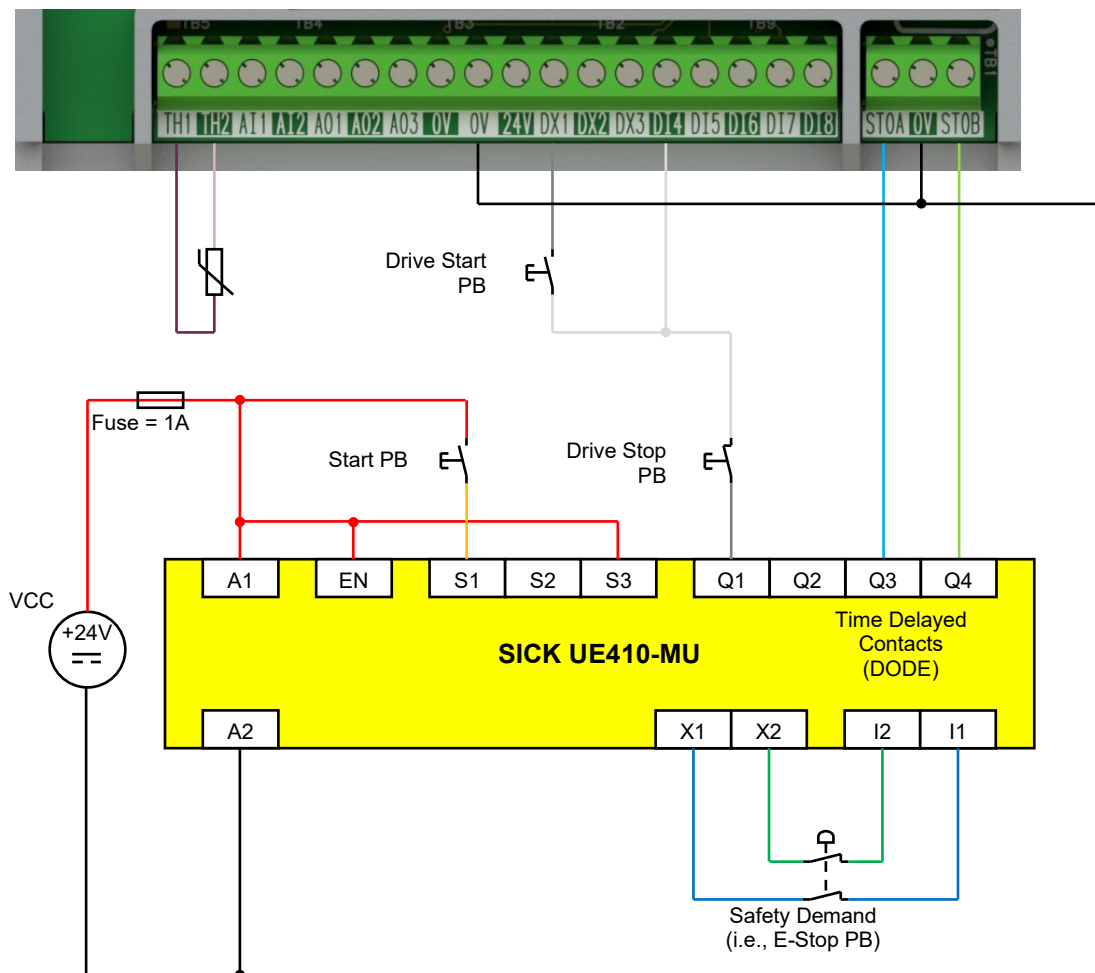 TB5 TB4 TB3 TB2 TB9
TB1
TH1 TH2 AI1 AI2 AO1 AO2 AO3 0V 0V 24V DX1 DX2 DX3 DI4 DI5 DI6 DI7 DI8
STOA 0V STOB
Drive Start
PB
Fuse = 1A
Start PB
Drive Stop
PB
A1 EN S1 S2 S3 Q1 Q2 Q3 Q4
VCC
+24V
Time Delayed
Contacts
(DODE)
SICK UE410-MU
A2 X1 X2 I2 I1
Safety Demand
(i.e., E-Stop PB)